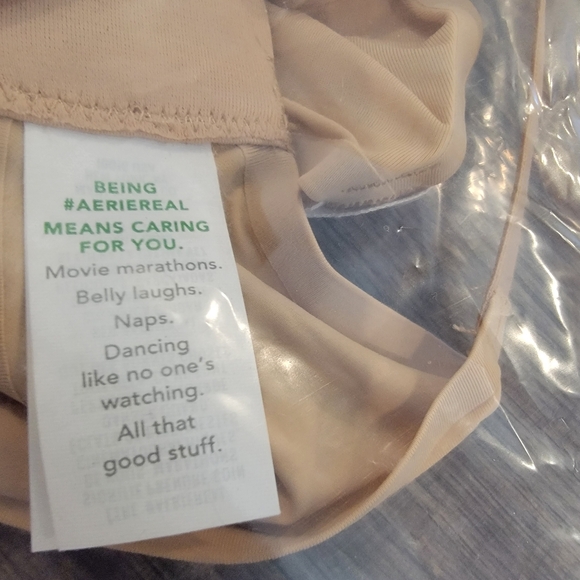 BEING
#AERIEREAL
MEANS CARING
FOR YOU.
Movie marathons.
Belly laughs.
Naps.
Dancing
like no one's
watching.
All that
good stuff.